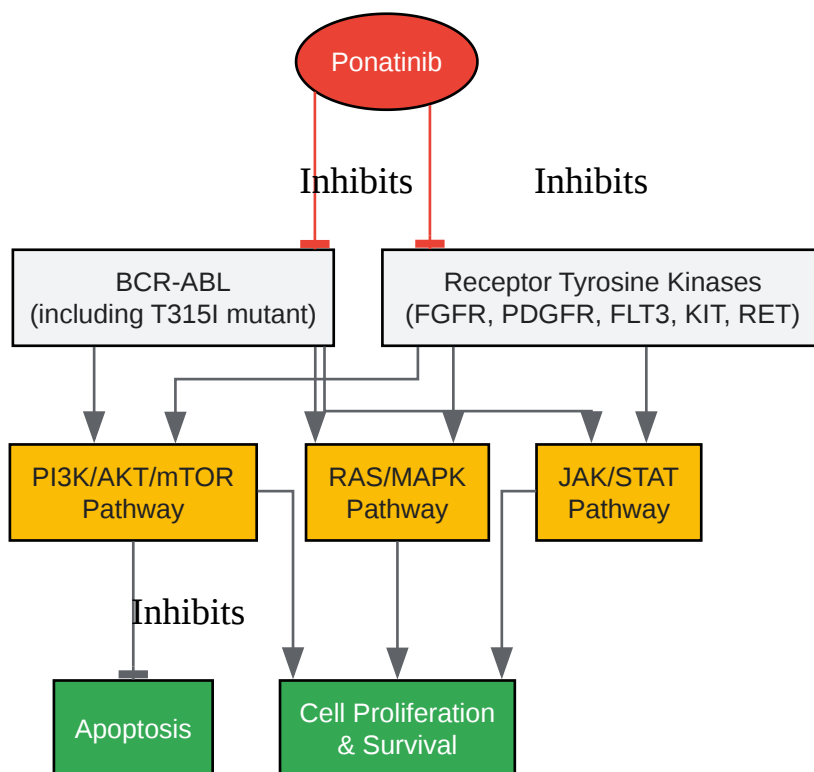 Ponatinib
Inhibits
Inhibits
BCR-ABL
(including T315I mutant)
Receptor Tyrosine Kinases
(FGFR, PDGFR, FLT3, KIT, RET)
PI3K/AKT/mTOR
Pathway
RAS/MAPK
Pathway
JAK/STAT
Pathway
Inhibits
Apoptosis
Cell Proliferation
& Survival